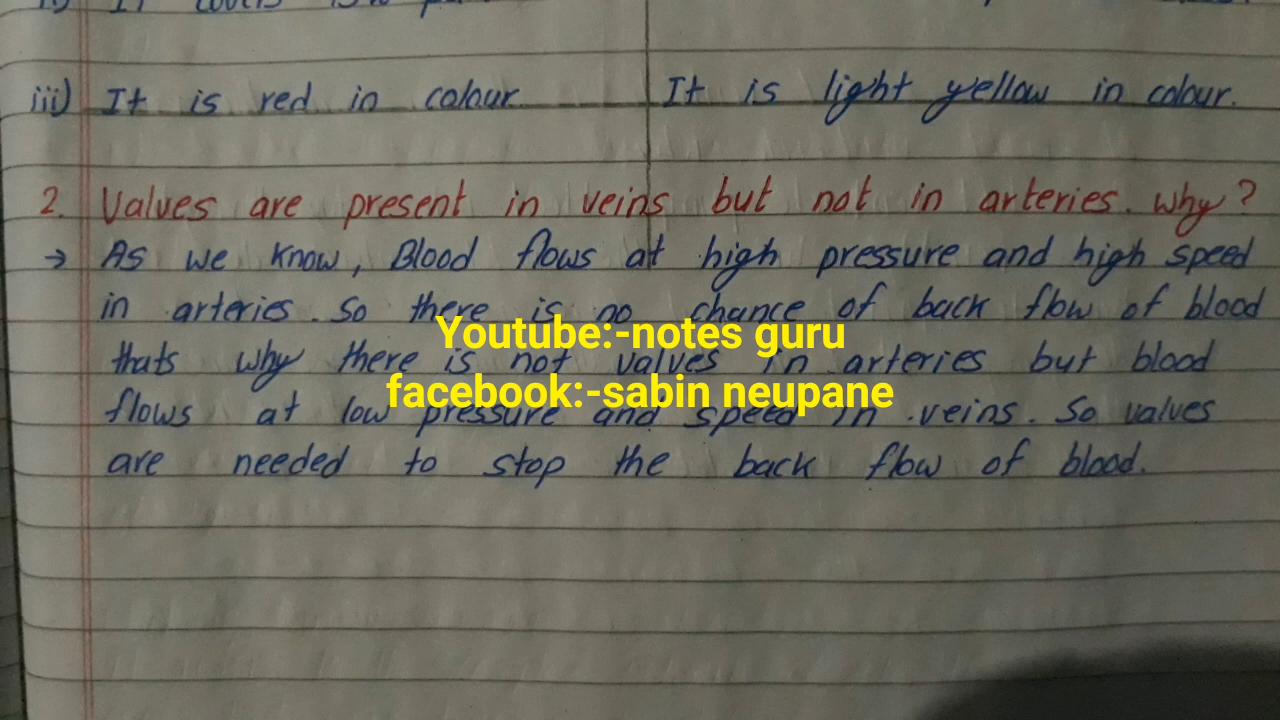 iii) It is red in colour It is light yellow in colour.
2. Valves are present in veins but not in arteries. why?
→ As we know, Blood flows at high pressure and high speed
in arteries. So there is no chance of back flow of blood
Youtube:-notes guru
thats why there is not valves in arteries but blood
facebook:-sabin neupane
flows at low pressure and speed in veins. So valves
are needed to stop the back flow of blood.